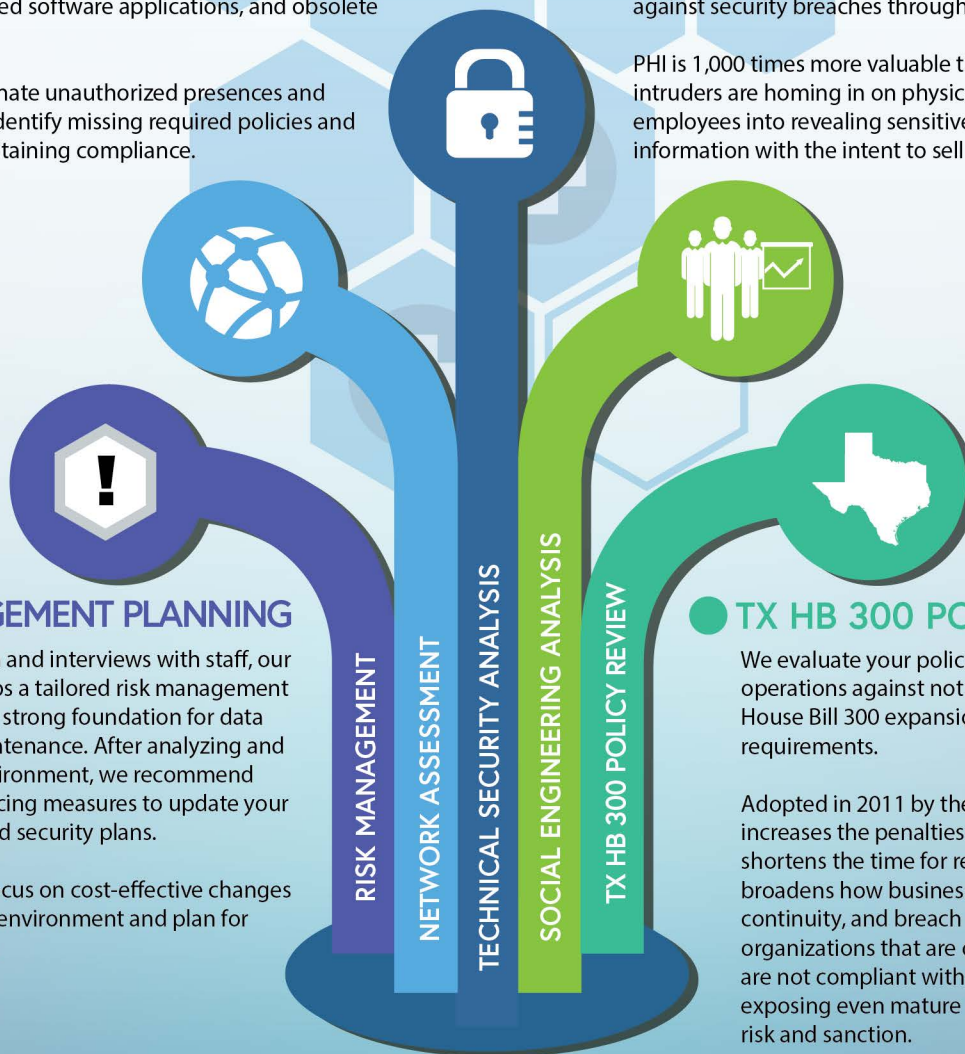 ed software applications, and obsolete
nate unauthorized presences and
dentify missing required policies and
taining compliance.
against security breaches through
PHI is 1,000 times more valuable t
intruders are homing in on physic
employees into revealing sensitive
information with the intent to sell
!
GEMENT PLANNING
and interviews with staff, our
os a tailored risk management
strong foundation for data
ntenance. After analyzing and
ironment, we recommend
cing measures to update your
d security plans.
cus on cost-effective changes
environment and plan for
RISK MANAGEMENT
NETWORK ASSESSMENT
TECHNICAL SECURITY ANALYSIS
SOCIAL ENGINEERING ANALYSIS
TX HB 300 POLICY REVIEW
TX HB 300 PO
We evaluate your polic
operations against not
House Bill 300 expansio
requirements.
Adopted in 2011 by the
increases the penalties
shortens the time for re
broadens how busines
continuity, and breach
organizations that are c
are not compliant with
exposing even mature
risk and sanction.